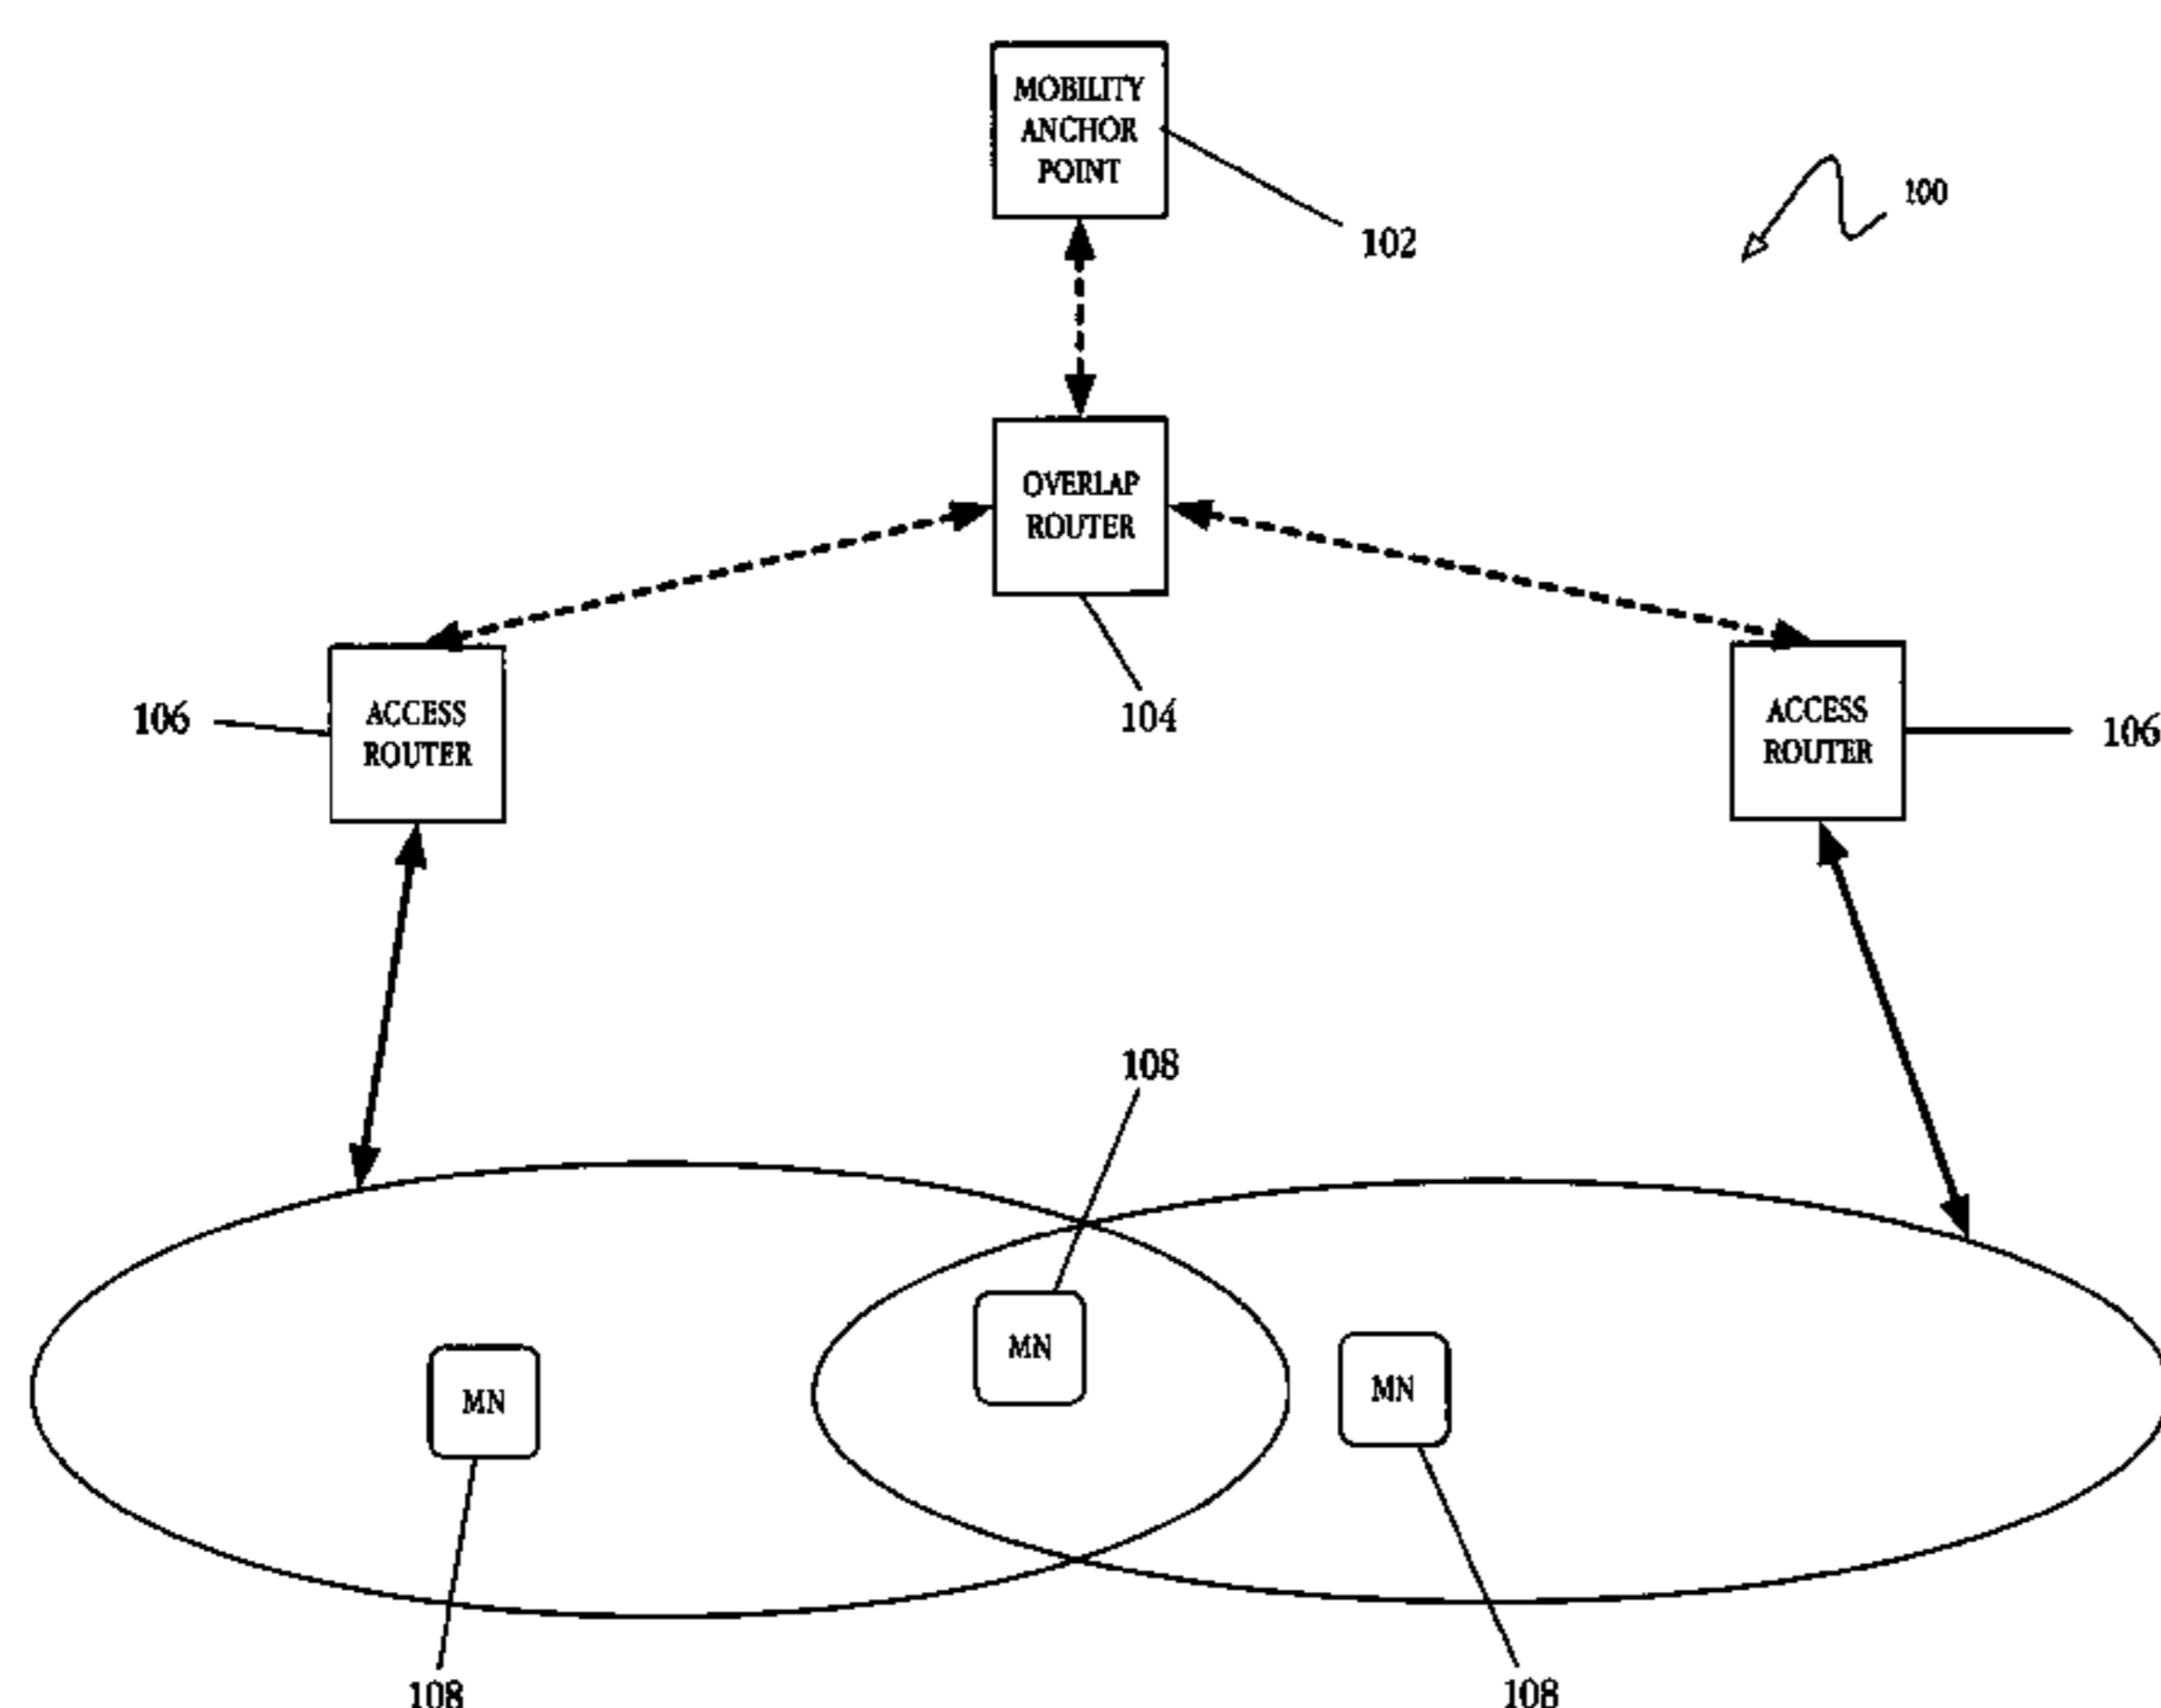 MOBILITY
ANCHOR
POINT
100
102
OVERLAP
ROUTER
104
106
ACCESS
ROUTER
ACCESS
ROUTER
106
108
MN
MN
MN
108
108